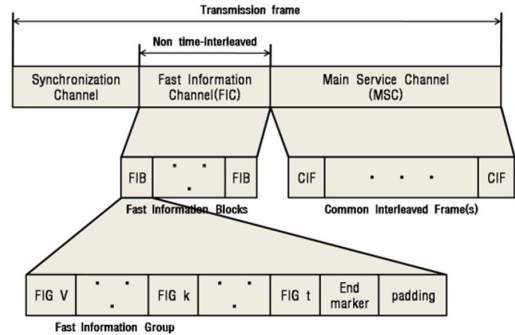 Transmission frame
Non time-Interleaved
Synchronization
Channel
Fast Information
Channel(FIC)
Main Service Channel
(MSC)
FIB
FIB
CIF
CIF
Fast Information Blocks
Common Interleaved Frame(s)
FIG V
FIG k
FIG t
End
marker
padding
Fast Information Group